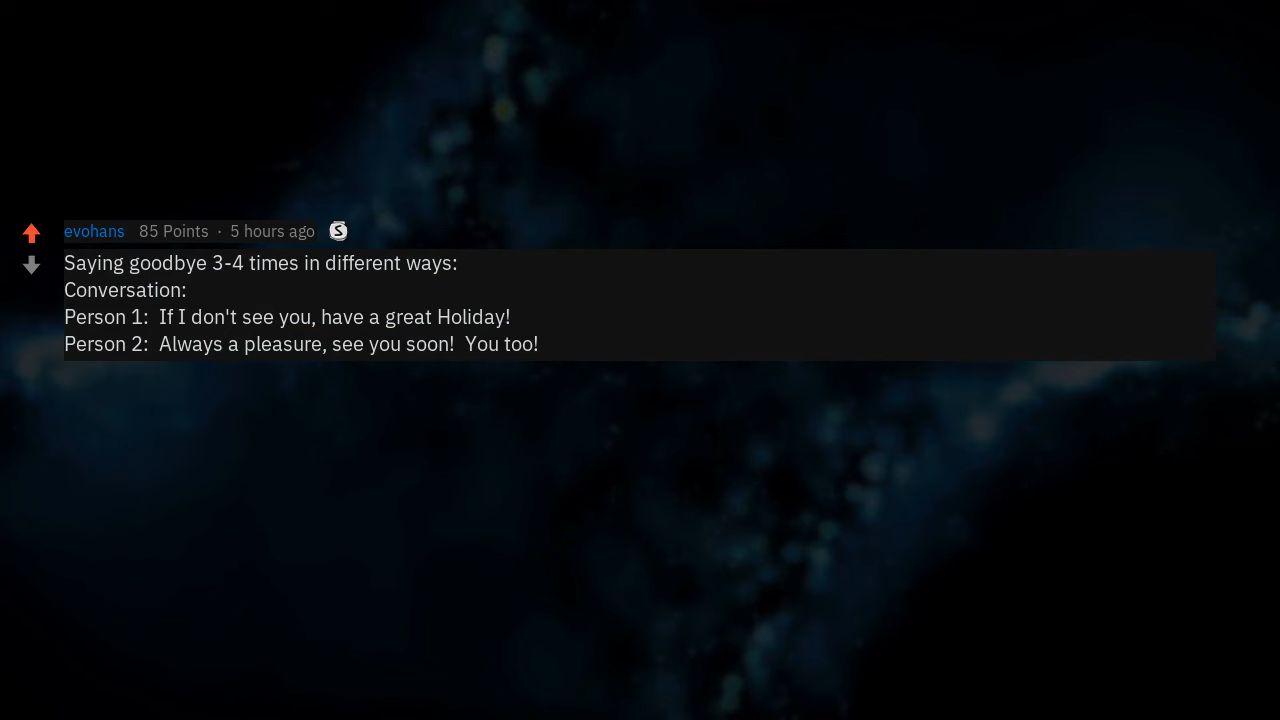 evohans 85 Points · 5 hours ago
Saying goodbye 3-4 times in different ways:
Conversation:
Person 1:  If I don't see you, have a great Holiday!
Person 2:  Always a pleasure, see you soon!  You too!